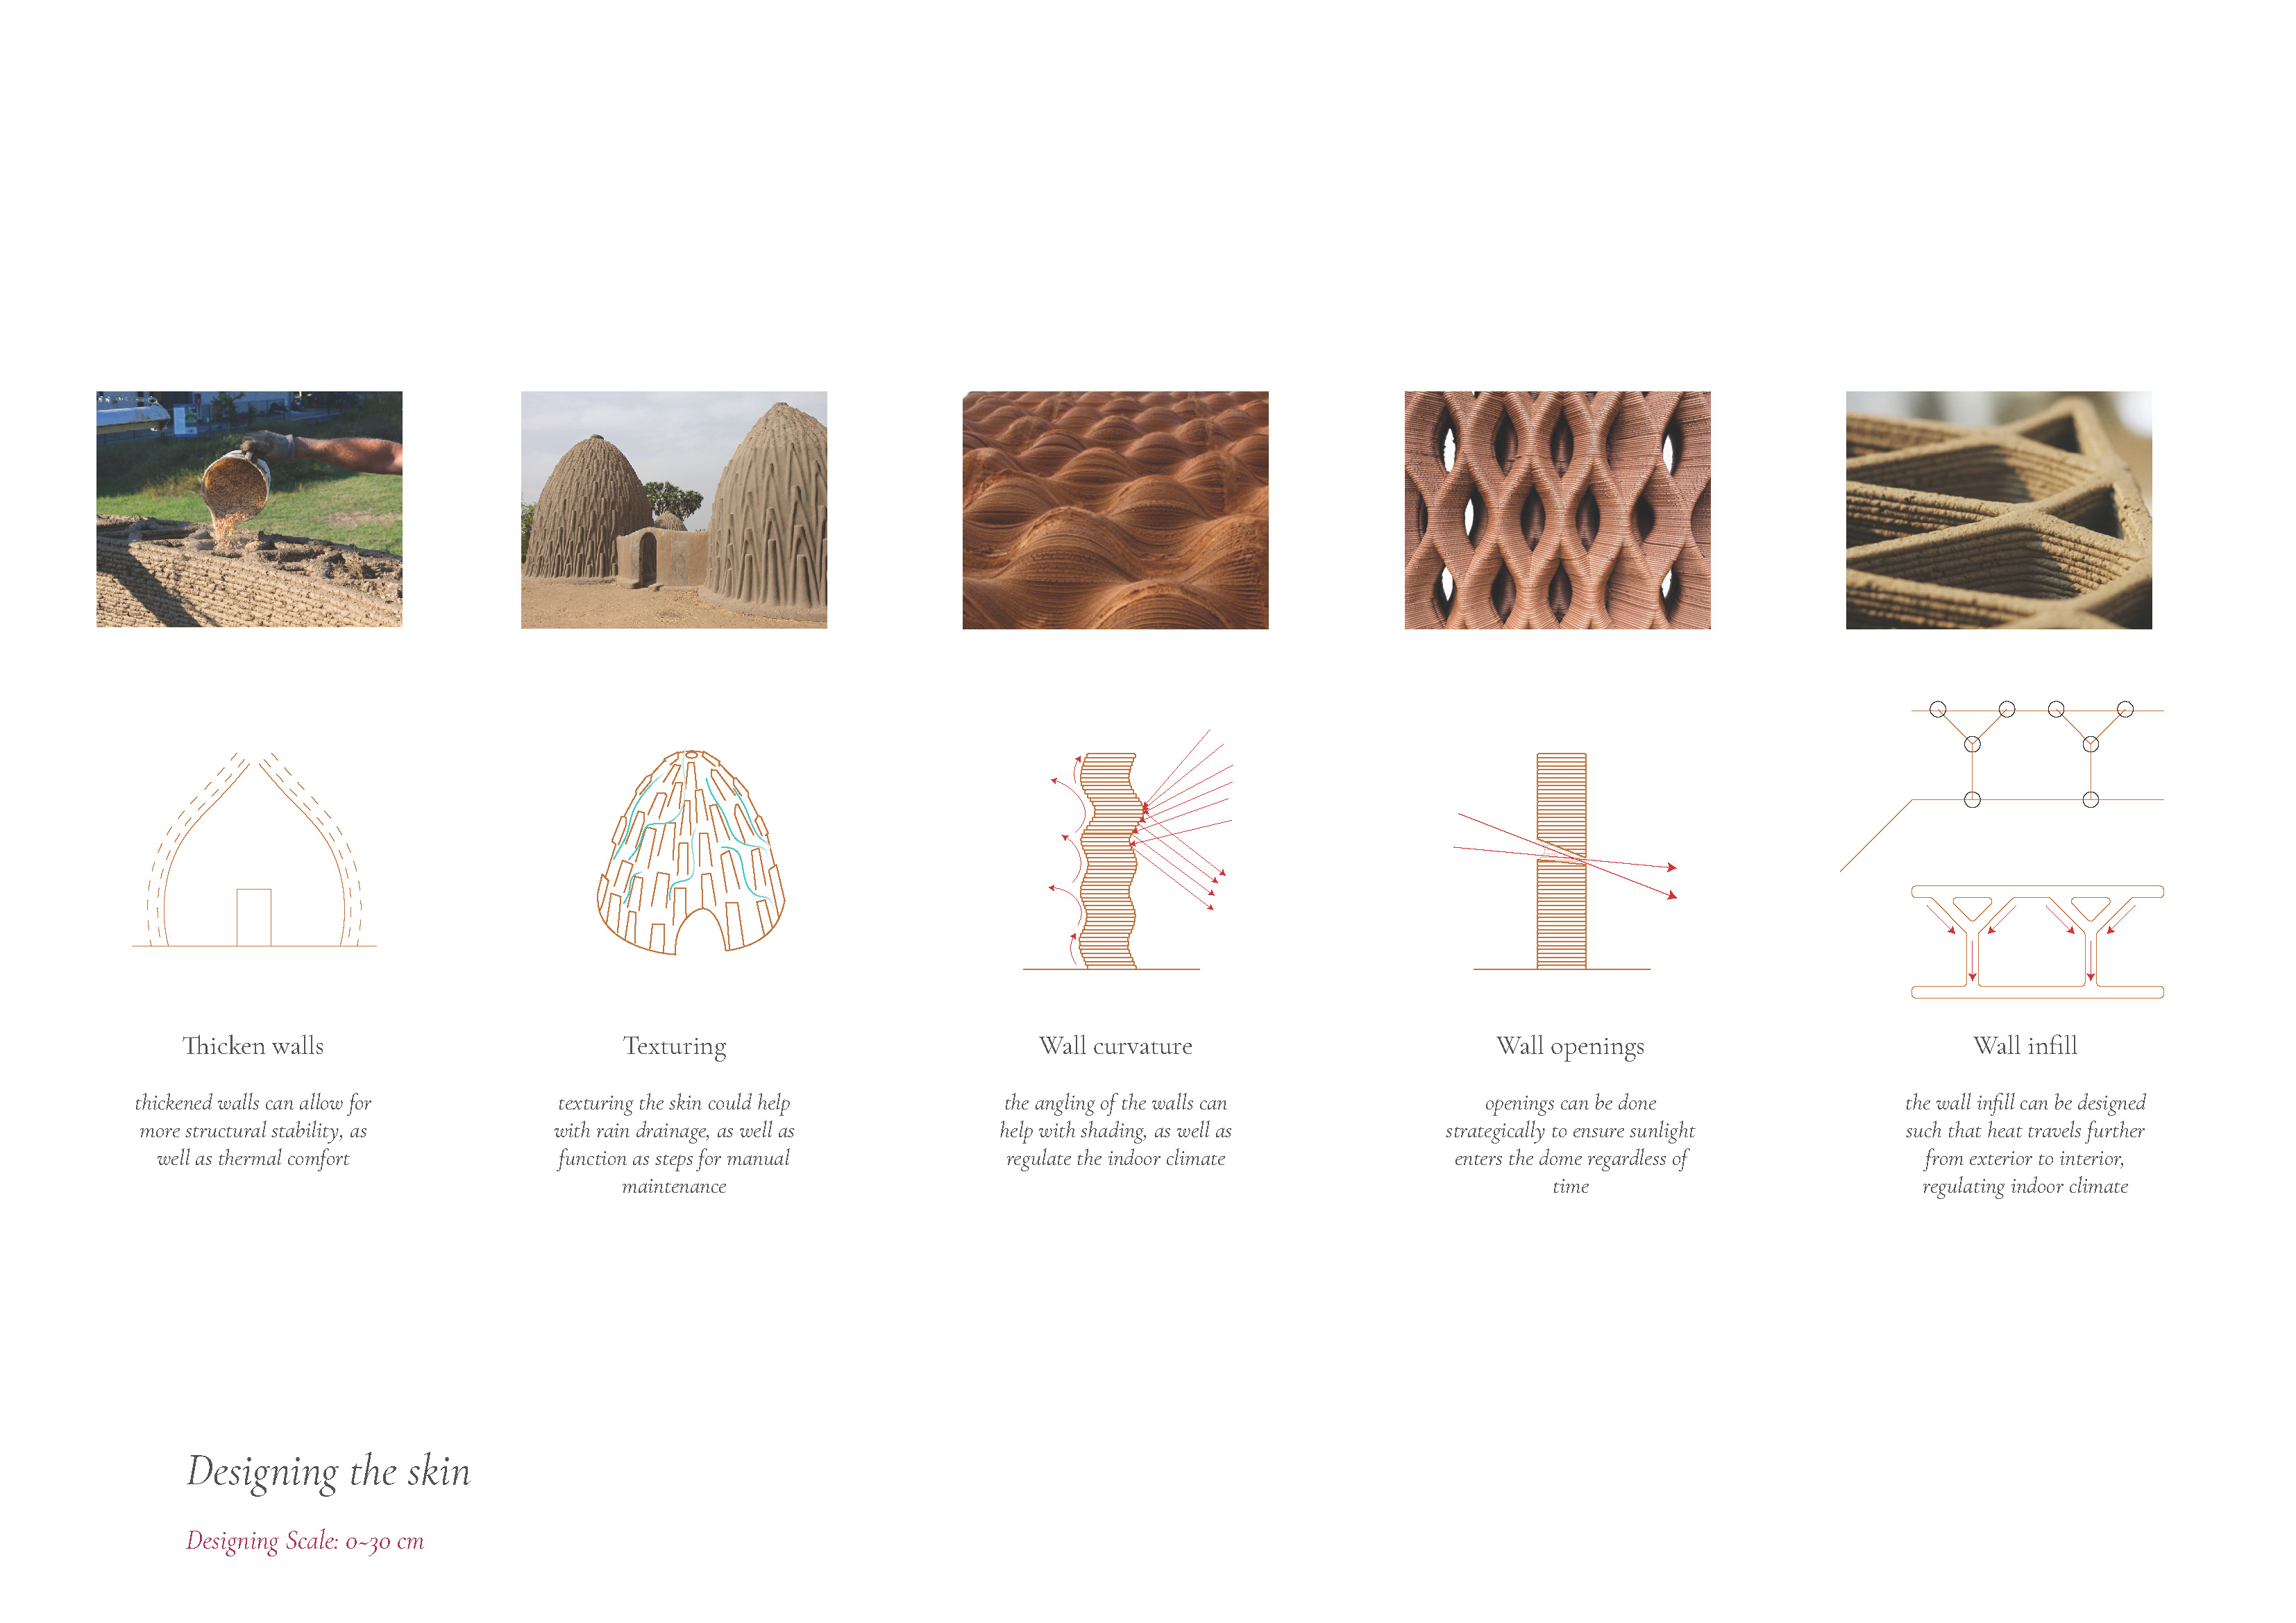 Thicken walls
thickened walls can allow for
more structural stability, as
well as thermal comfort
Texturing
texturing the skin could help
with rain drainage, as well as
function as steps for manual
maintenance
Wall curvature
the angling of the walls can
help with shading, as well as
regulate the indoor climate
Wall openings
openings can be done
strategically to ensure sunlight
enters the dome regardless of
time
Wall infill
the wall infill can be designed
such that heat travels further
from exterior to interior,
regulating indoor climate
Designing the skin
Designing Scale: 0~30 cm